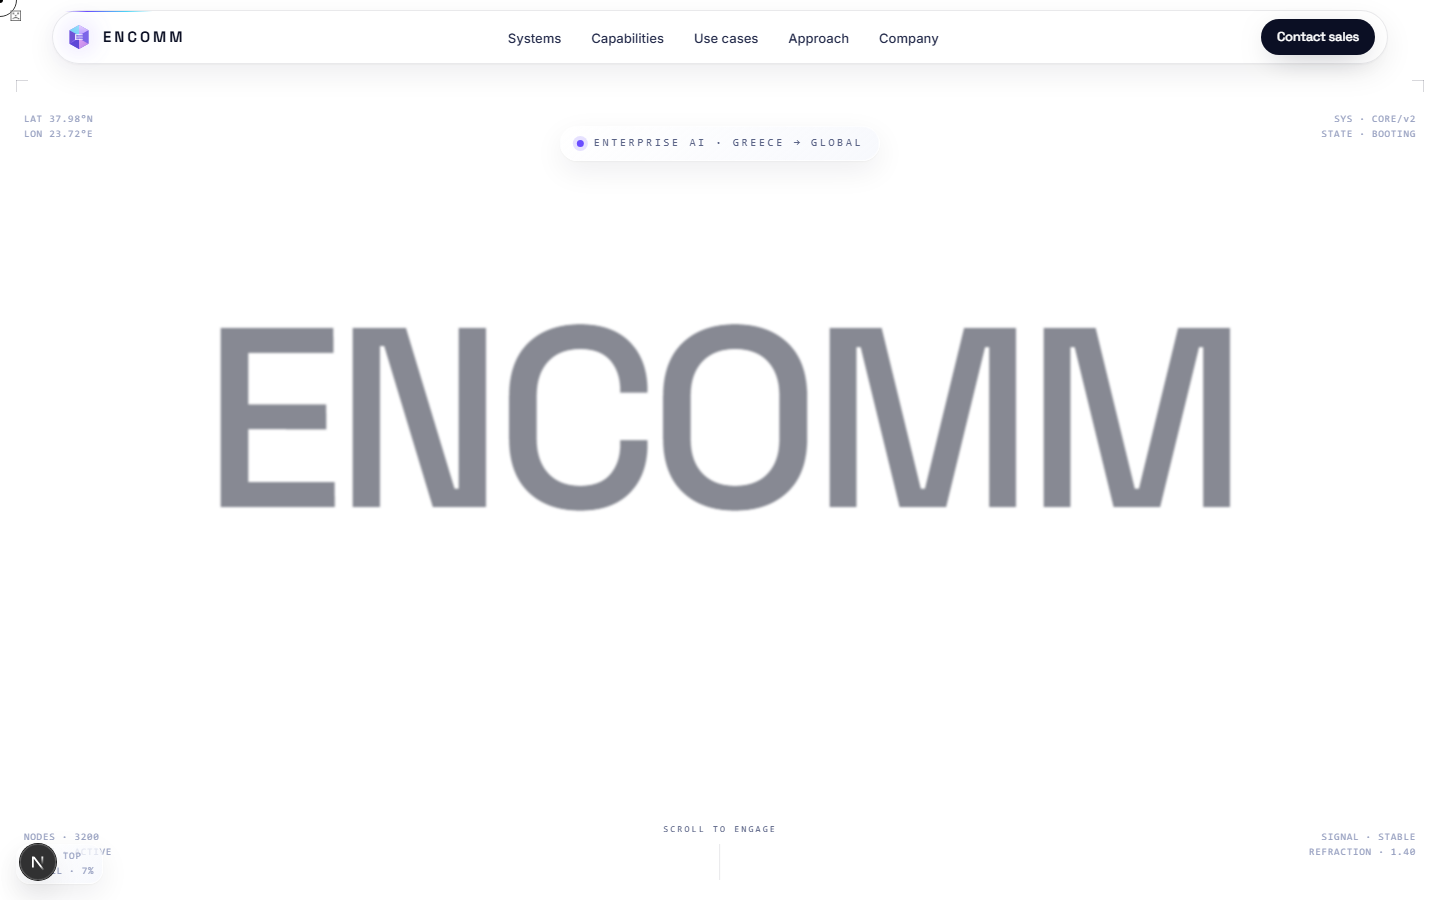 ENCOMM
Systems
Capabilities
Use cases
Approach
Company
Contact sales
LAT 37.98°N
LON 23.72°E
SYS · CORE/v2
STATE · BOOTING
ENTERPRISE AI · GREECE → GLOBAL
ENCOMM
SCROLL TO ENGAGE
NODES · 3200
TOP
· 7%
SIGNAL · STABLE
REFRACTION · 1.40